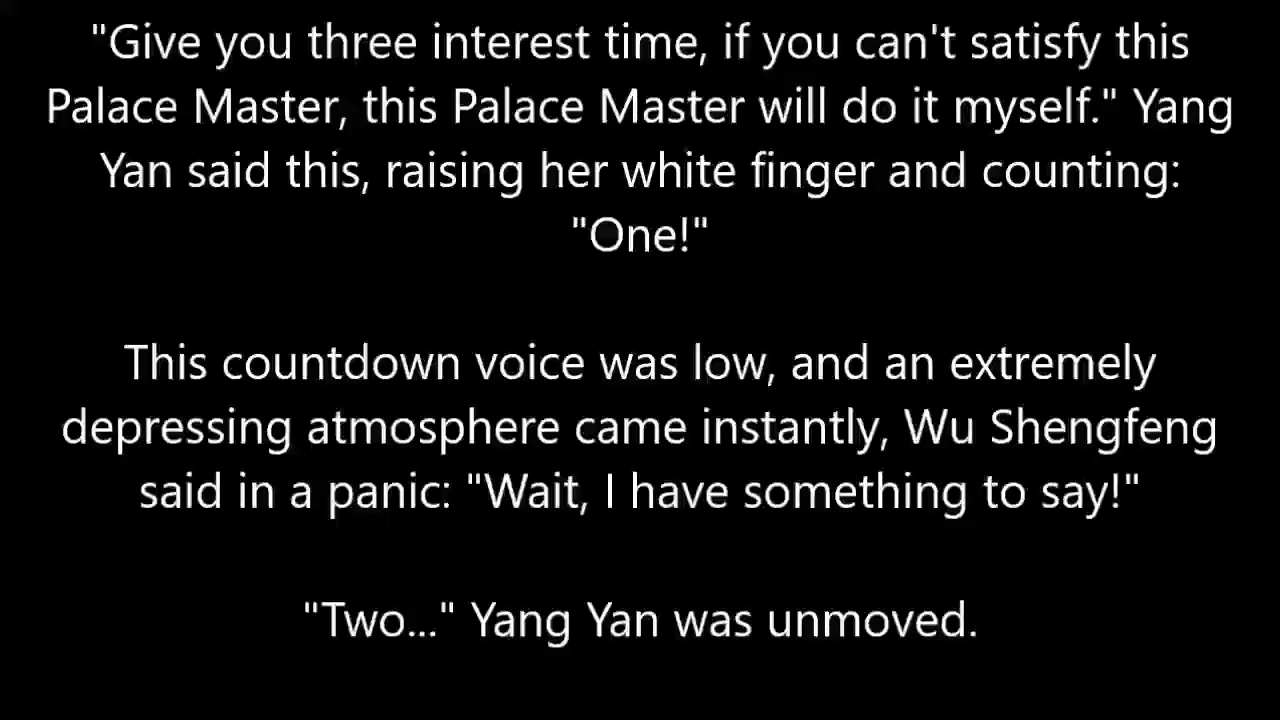 "Give you three interest time, if you can't satisfy this
Palace Master, this Palace Master will do it myself." Yang
Yan said this, raising her white finger and counting:
"One!"
This countdown voice was low, and an extremely
depressing atmosphere came instantly, Wu Shengfeng
said in a panic: "Wait, I have something to say!"
"Two..." Yang Yan was unmoved.